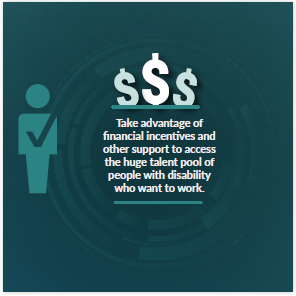 $ $ $
Take advantage of
financial incentives and
other support to access
the huge talent pool of
people with disability
who want to work.